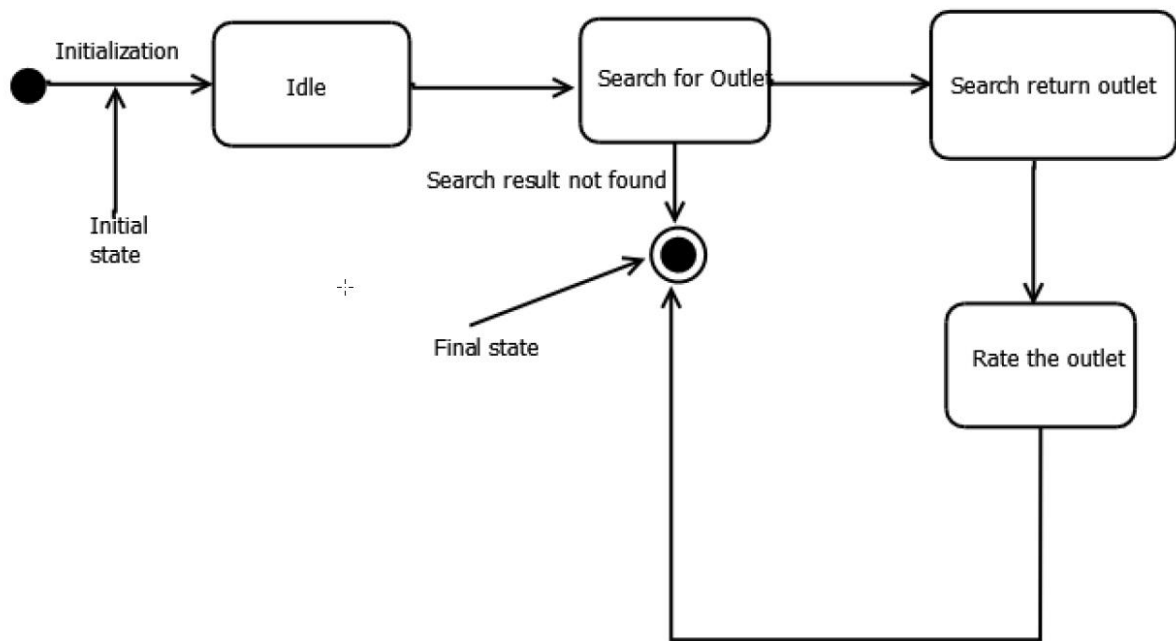 Initialization
Idle
Search for Outlet
Search return outlet
Search result not found
Initial
state
Final state
Rate the outlet